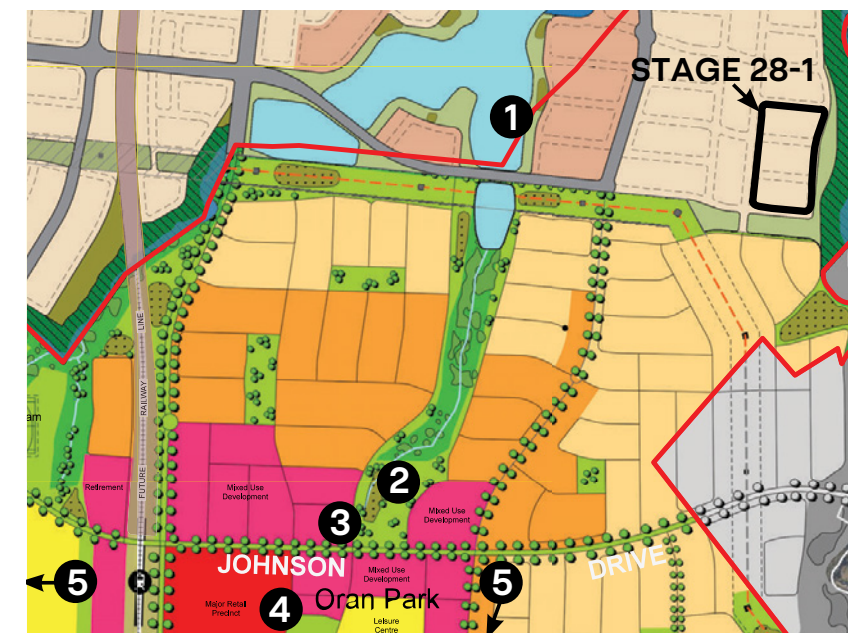 STAGE 28-1
1
FUTURE RAILWAY LINE
am
2
Retirement
Mixed Use
Development
3
Mixed Use
Development
JOHNSON DRIVE
5
Mixed Use
Development
5
Major Retail
Precinct
4
Oran Park
Leisure
Centre